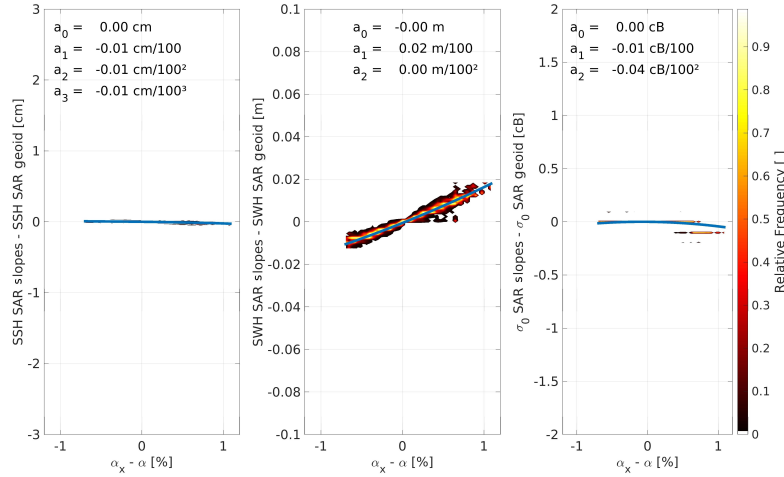 SSH SAR slopes - SSH SAR geoid [cm]
3
2
1
0
-1
-2
-3
a0 = 0.00 cm
a1 = -0.01 cm/100
a2 = -0.01 cm/100²
a3 = -0.01 cm/100³
-1 0 1
αx - α [%]
SWH SAR slopes - SWH SAR geoid [m]
0.1
0.08
0.06
0.04
0.02
0
-0.02
-0.04
-0.06
-0.08
-0.1
a0 = -0.00 m
a1 = 0.02 m/100
a2 = 0.00 m/100²
-1 0 1
αx - α [%]
σ0 SAR slopes - σ0 SAR geoid [cB]
2
1.5
1
0.5
0
-0.5
-1
-1.5
-2
a0 = 0.00 cB
a1 = -0.01 cB/100
a2 = -0.04 cB/100²
-1 0 1
αx - α [%]
0.9
0.8
0.7
0.6
0.5
0.4
0.3
0.2
0.1
0
Relative Frequency [ ]